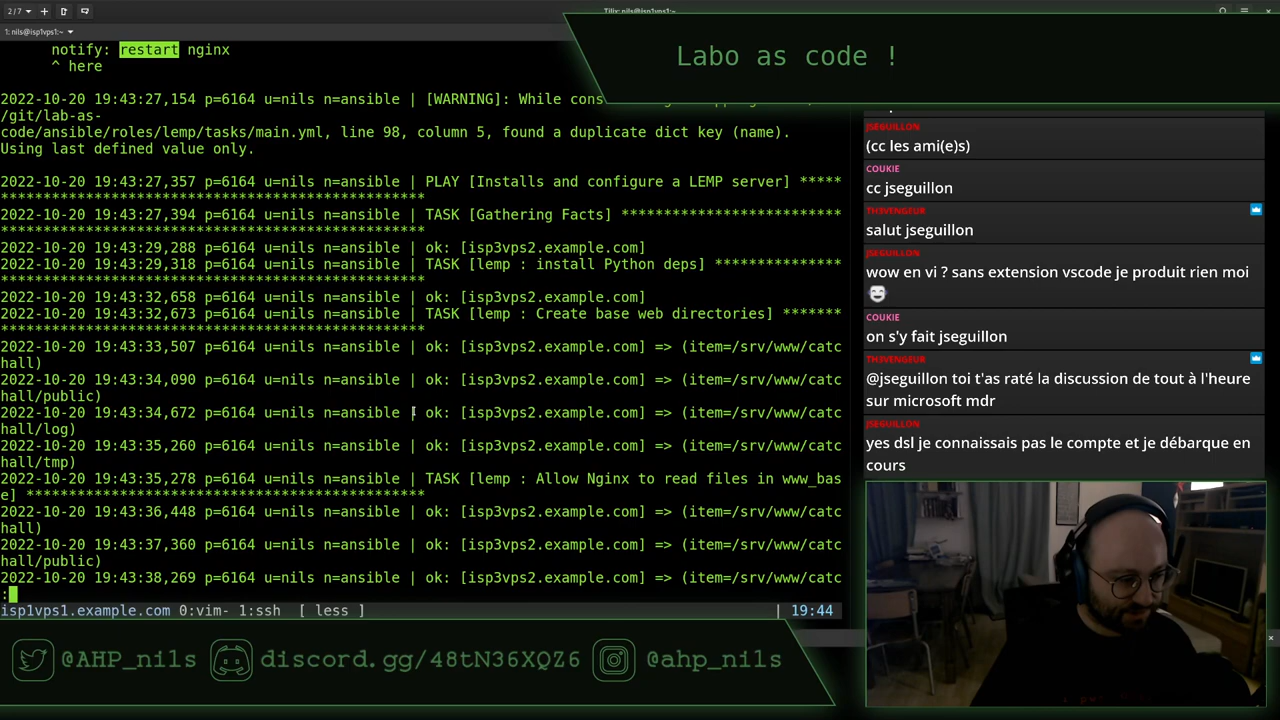 2/7
Tilix: nils@isp1vps1:~
1: nils@isp1vps1:~
notify: restart nginx
^ here
2022-10-20 19:43:27,154 p=6164 u=nils n=ansible | [WARNING]: While cons
/git/lab-as-
code/ansible/roles/lemp/tasks/main.yml, line 98, column 5, found a duplicate dict key (name).
Using last defined value only.
2022-10-20 19:43:27,357 p=6164 u=nils n=ansible | PLAY [Installs and configure a LEMP server] *****
*************************************************
2022-10-20 19:43:27,394 p=6164 u=nils n=ansible | TASK [Gathering Facts] **************************
*************************************************
2022-10-20 19:43:29,288 p=6164 u=nils n=ansible | ok: [isp3vps2.example.com]
2022-10-20 19:43:29,318 p=6164 u=nils n=ansible | TASK [lemp : install Python deps] ***************
*************************************************
2022-10-20 19:43:32,658 p=6164 u=nils n=ansible | ok: [isp3vps2.example.com]
2022-10-20 19:43:32,673 p=6164 u=nils n=ansible | TASK [lemp : Create base web directories] *******
*************************************************
2022-10-20 19:43:33,507 p=6164 u=nils n=ansible | ok: [isp3vps2.example.com] => (item=/srv/www/catc
hall)
2022-10-20 19:43:34,090 p=6164 u=nils n=ansible | ok: [isp3vps2.example.com] => (item=/srv/www/catc
hall/public)
2022-10-20 19:43:34,672 p=6164 u=nils n=ansible | ok: [isp3vps2.example.com] => (item=/srv/www/catc
hall/log)
2022-10-20 19:43:35,260 p=6164 u=nils n=ansible | ok: [isp3vps2.example.com] => (item=/srv/www/catc
hall/tmp)
2022-10-20 19:43:35,278 p=6164 u=nils n=ansible | TASK [lemp : Allow Nginx to read files in www_bas
e] **********************************************
2022-10-20 19:43:36,448 p=6164 u=nils n=ansible | ok: [isp3vps2.example.com] => (item=/srv/www/catc
hall)
2022-10-20 19:43:37,360 p=6164 u=nils n=ansible | ok: [isp3vps2.example.com] => (item=/srv/www/catc
hall/public)
2022-10-20 19:43:38,269 p=6164 u=nils n=ansible | ok: [isp3vps2.example.com] => (item=/srv/www/catc
:
isp1vps1.example.com 0:vim- 1:ssh [ less ] | 19:44
Labo as code !
JSEGUILLON
(cc les ami(e)s)
COUKIE
cc jseguillon
TH3VENGEUR
salut jseguillon
JSEGUILLON
wow en vi ? sans extension vscode je produit rien moi
COUKIE
on s'y fait jseguillon
TH3VENGEUR
@jseguillon toi t'as raté la discussion de tout à l'heure
sur microsoft mdr
JSEGUILLON
yes dsl je connaissais pas le compte et je débarque en
cours
@AHP_nils
discord.gg/48tN36XQZ6
@ahp_nils